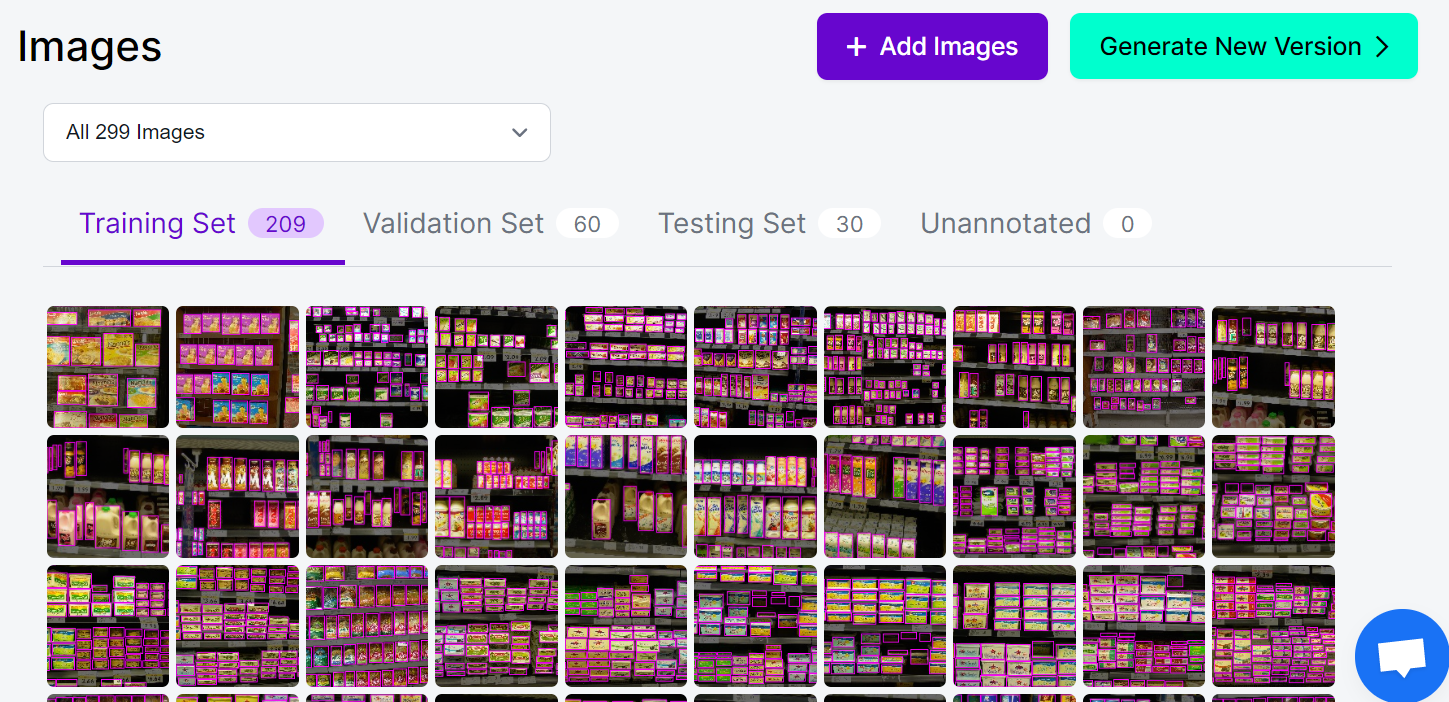 Images
+ Add Images
Generate New Version >
All 299 Images
Training Set 209
Validation Set 60
Testing Set 30
Unannotated 0